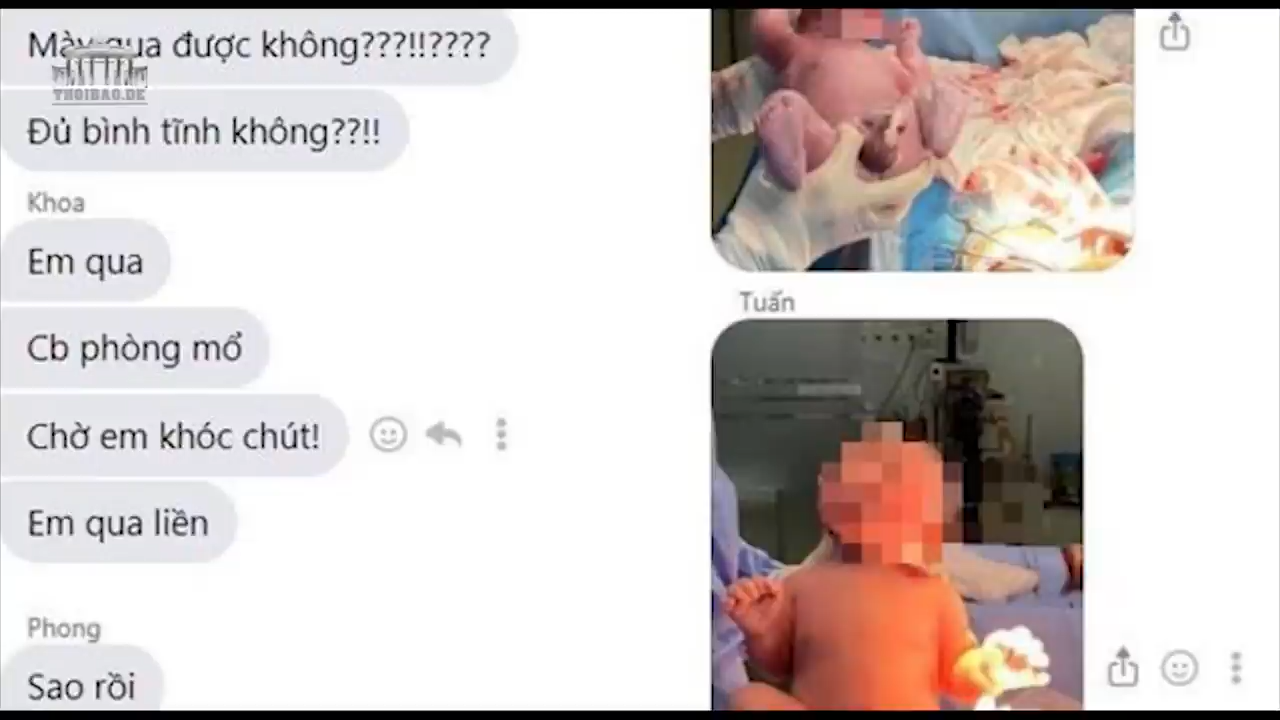 Mày qua được không???!!????
THOIBAO.DE
Đủ bình tĩnh không??!!
Khoa
Em qua
Cb phòng mổ
Chờ em khóc chút!
Em qua liền
Phong
Sao rồi
Tuấn